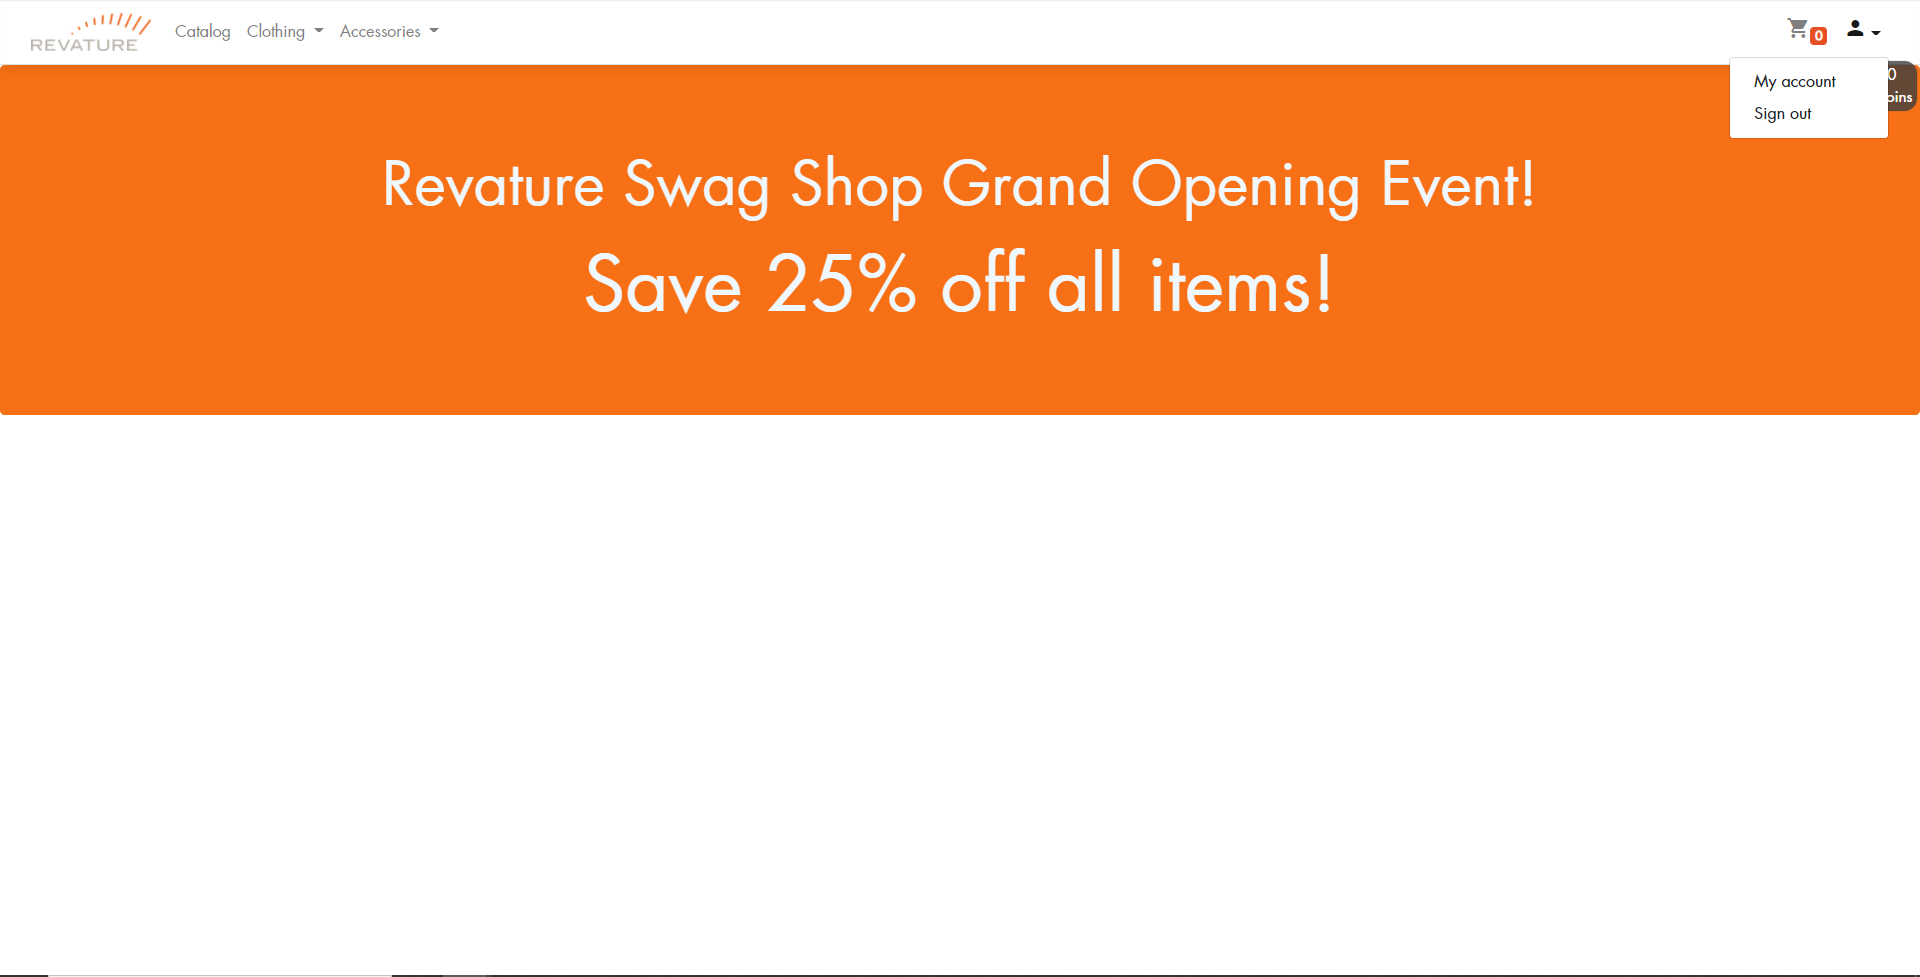 REVATURE
Catalog
Clothing
Accessories
0
My account
Sign out
0
Revature Swag Shop Grand Opening Event!
Save 25% off all items!